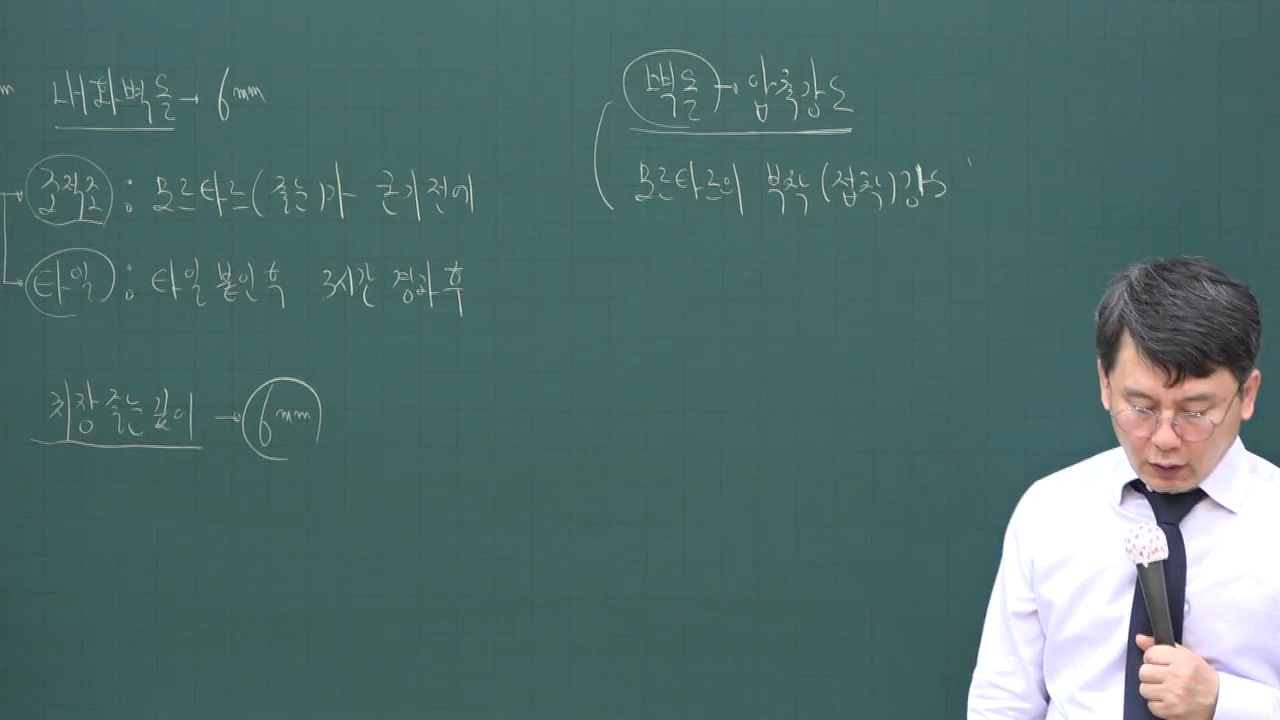 m
내화벽돌 → 6mm
조적조 : 모르타르(줄눈)가 굳기전에
타일 : 타일 붙인후 3시간 경과 후
치장줄눈깊이 → 6mm
벽돌 → 압축강도
모르타르의 부착(접착)강도